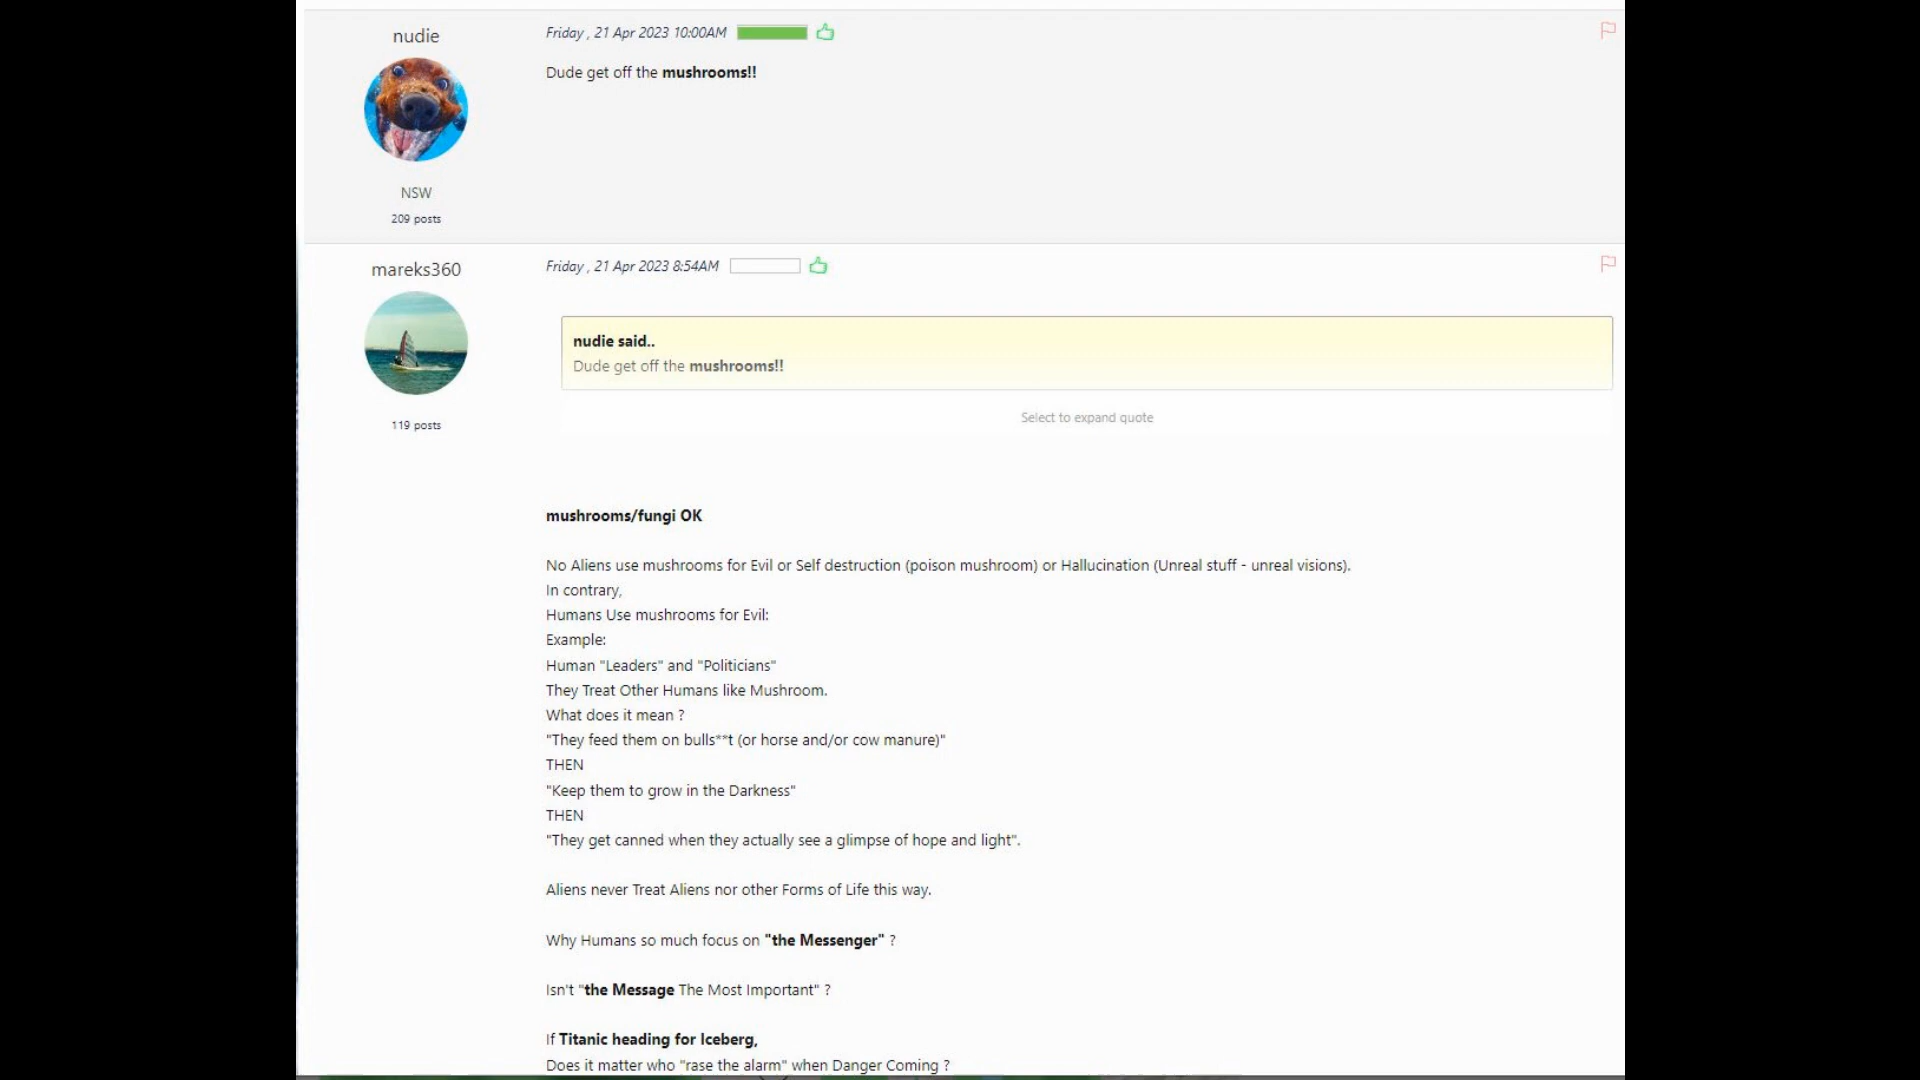 nudie
Friday , 21 Apr 2023 10:00AM
Dude get off the mushrooms!!
NSW
209 posts
mareks360
Friday , 21 Apr 2023 8:54AM
nudie said..
Dude get off the mushrooms!!
Select to expand quote
119 posts
mushrooms/fungi OK
No Aliens use mushrooms for Evil or Self destruction (poison mushroom) or Hallucination (Unreal stuff - unreal visions).
In contrary,
Humans Use mushrooms for Evil:
Example:
Human "Leaders" and "Politicians"
They Treat Other Humans like Mushroom.
What does it mean ?
"They feed them on bulls**t (or horse and/or cow manure)"
THEN
"Keep them to grow in the Darkness"
THEN
"They get canned when they actually see a glimpse of hope and light".
Aliens never Treat Aliens nor other Forms of Life this way.
Why Humans so much focus on "the Messenger" ?
Isn't "the Message The Most Important" ?
If Titanic heading for Iceberg,
Does it matter who "rase the alarm" when Danger Coming ?